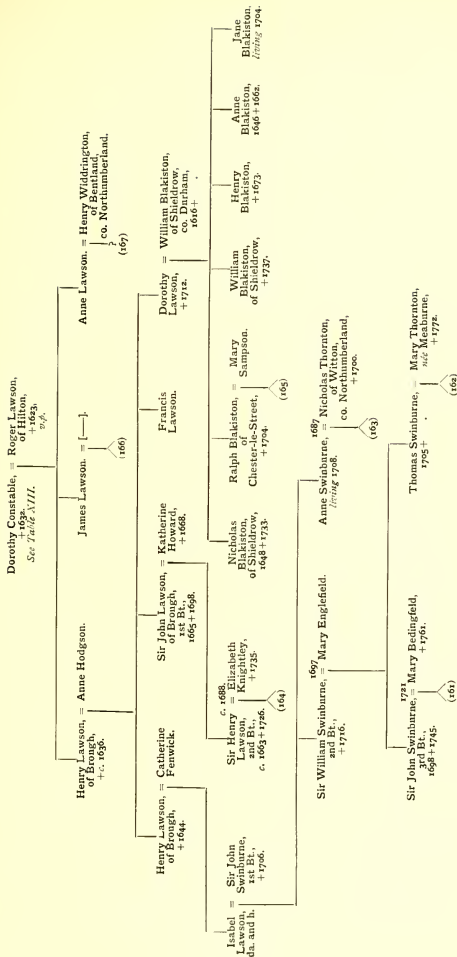 Dorothy Constable, = Roger Lawson,
+1632. of Hilton,
See Table XIII. +1623,
v.p.
Henry Lawson, = Anne Hodgson.
of Brough,
+c. 1636.
James Lawson. = [—].
(166)
Anne Lawson. = Henry Widdrington,
of Bentland,
co. Northumberland.
?
(167)
Henry Lawson, = Catherine
of Brough, Fenwick.
+1644.
Sir John Lawson, = Katherine
of Brough, Howard,
1st Bt., +1668.
1665+1698.
Francis
Lawson.
Dorothy = William Blakiston,
Lawson, of Shieldrow,
+1712. co. Durham,
1616+ .
Isabel = Sir John
Lawson, Swinburne,
da. and h. 1st Bt.,
+1706.
c. 1688.
Sir Henry = Elizabeth
Lawson, Knightley,
2nd Bt., +1735.
c. 1663+1726.
(164)
Nicholas
Blakiston,
of Shieldrow,
1648+1733.
Ralph Blakiston, = Mary
of Sampson.
Chester-le-Street,
+1704.
(165)
William
Blakiston,
of Shieldrow,
+1737.
Henry
Blakiston,
+1673.
Anne
Blakiston,
1646+1662.
Jane
Blakiston,
living 1704.
1697
Sir William Swinburne, = Mary Englefield.
2nd Bt.,
+1716.
1687
Anne Swinburne, = Nicholas Thornton,
living 1708. of Witton,
co. Northumberland,
+1700.
(163)
1721
Sir John Swinburne, = Mary Bedingfeld,
3rd Bt., +1761.
1698+1745.
(161)
Thomas Swinburne, = Mary Thornton,
1705+ . née Meaburne,
+1772.
(162)